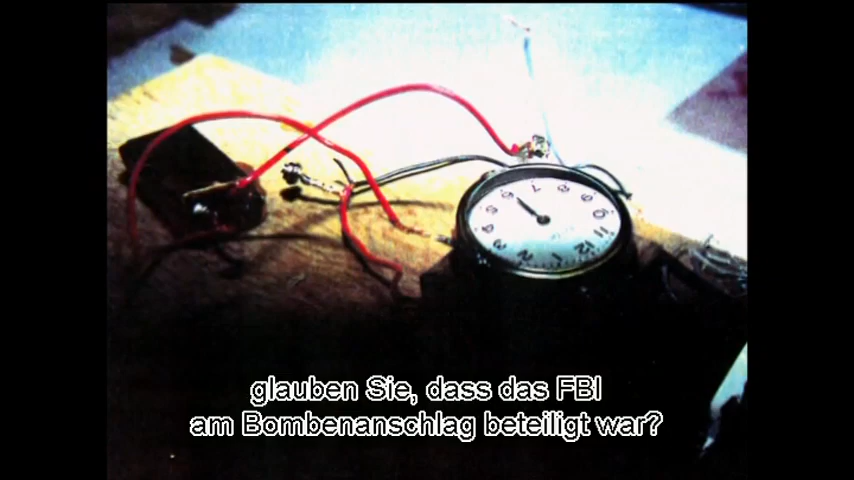 glauben Sie, dass das FBI
am Bombenanschlag beteiligt war?